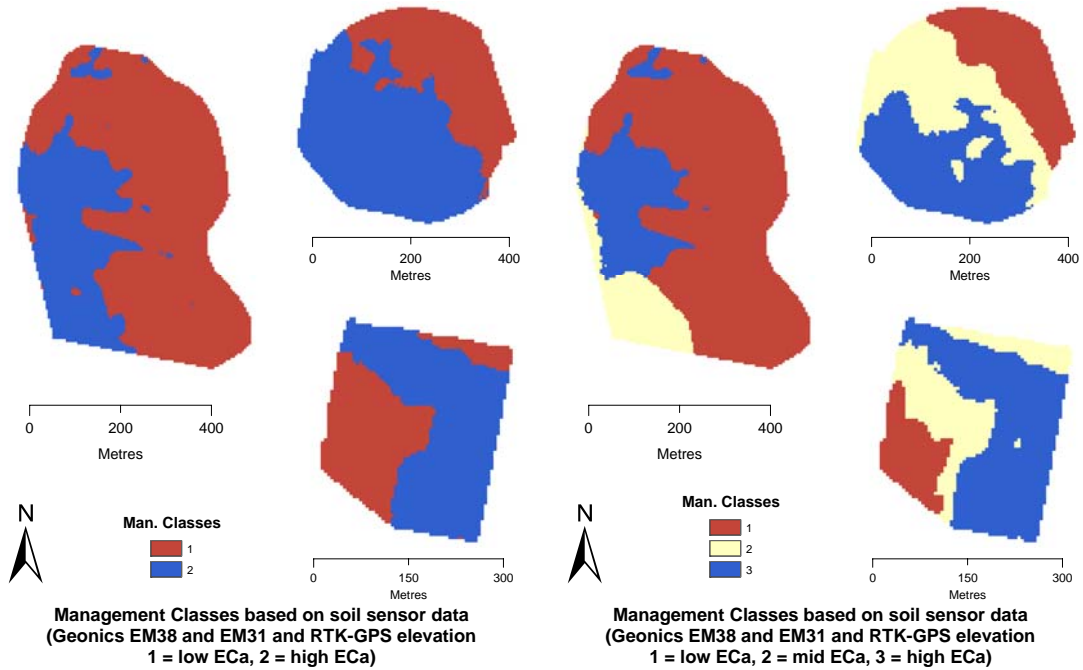 0 400
200
Metres
0 400
200
Metres
0 200 400
Metres
0 200 400
Metres
N
Man. Classes
1
2
N
Man. Classes
1
2
3
0 150 300
Metres
0 150 300
Metres
Management Classes based on soil sensor data
(Geonics EM38 and EM31 and RTK-GPS elevation
1 = low ECa, 2 = high ECa)
Management Classes based on soil sensor data
(Geonics EM38 and EM31 and RTK-GPS elevation
1 = low ECa, 2 = mid ECa, 3 = high ECa)